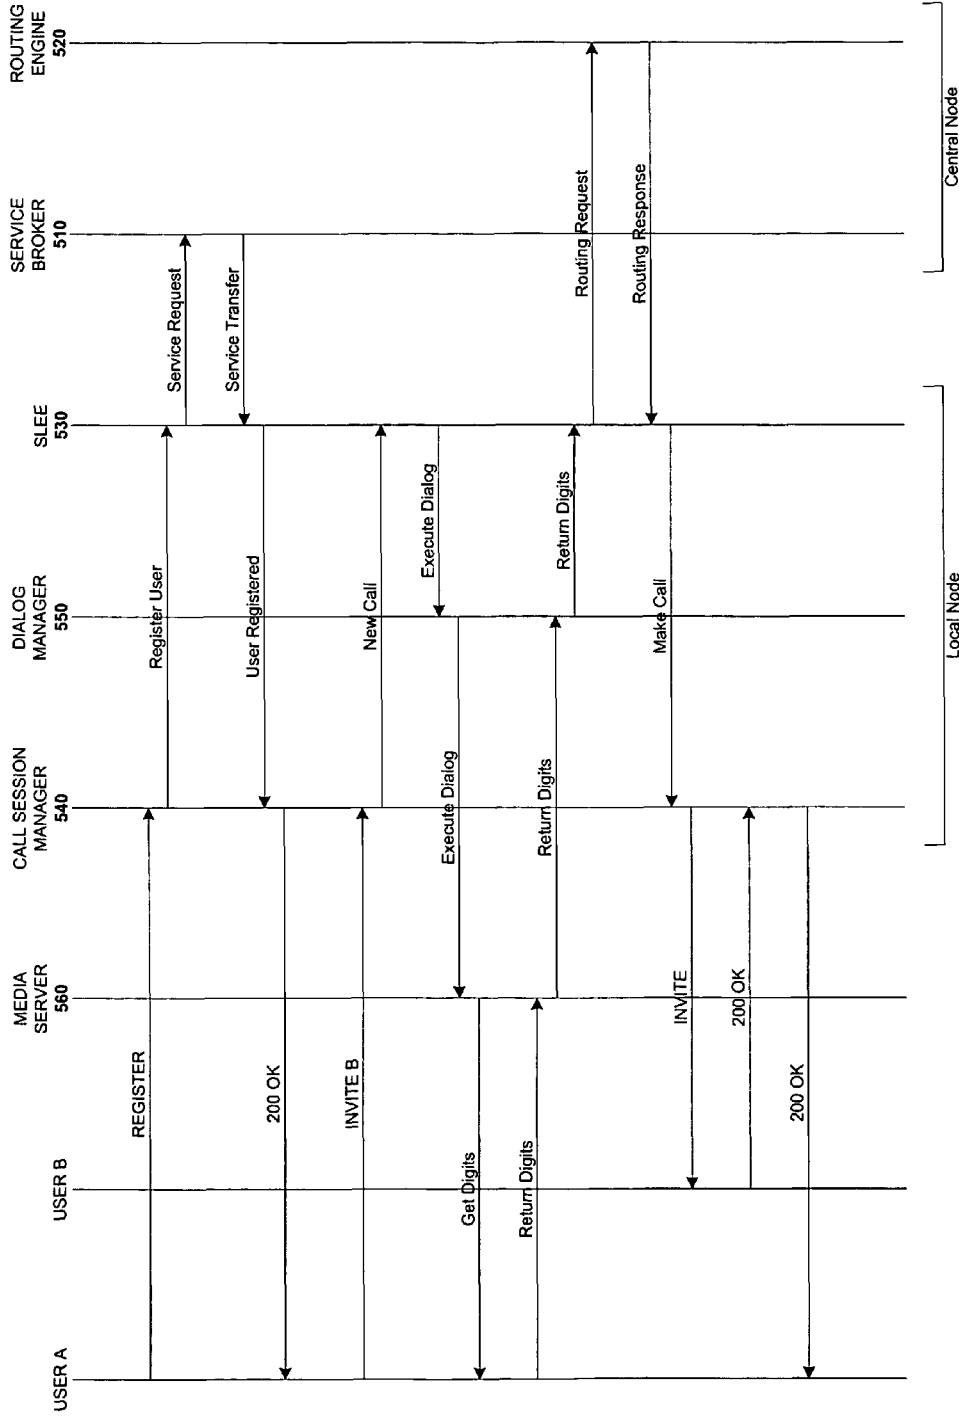 USER A
USER B
MEDIA
SERVER
560
CALL SESSION
MANAGER
540
DIALOG
MANAGER
550
SLEE
530
SERVICE
BROKER
510
ROUTING
ENGINE
520
REGISTER
Register User
Service Request
Service Transfer
User Registered
200 OK
INVITE B
New Call
Execute Dialog
Execute Dialog
Get Digits
Return Digits
Return Digits
Return Digits
Routing Request
Routing Response
Make Call
INVITE
200 OK
200 OK
Local Node
Central Node